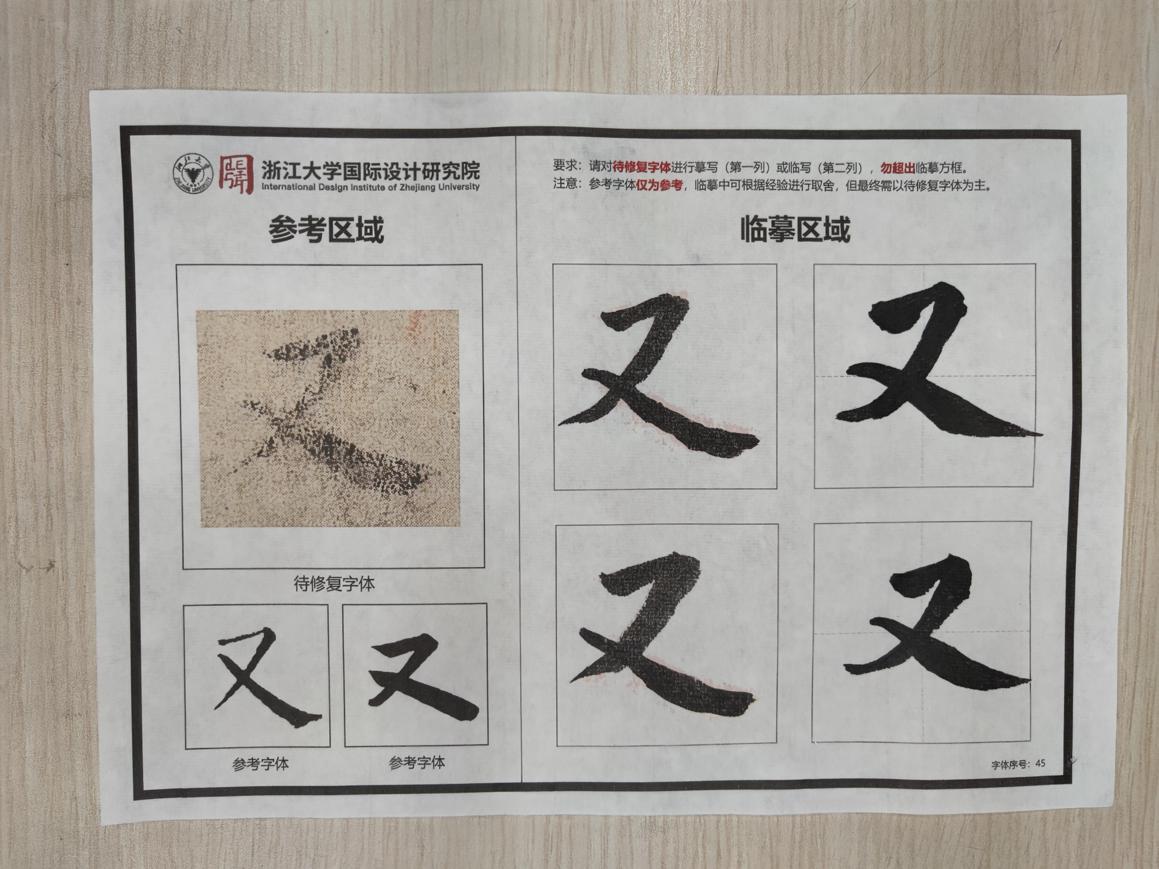 浙江大学国际设计研究院
International Design Institute of Zhejiang University
要求：请对待修复字体进行摹写（第一列）或临写（第二列），勿超出临摹方框。
注意：参考字体仅为参考，临摹中可根据经验进行取舍，但最终需以待修复字体为主。
参考区域
又
待修复字体
又 又
参考字体 参考字体
临摹区域
又 又
又 又
字体序号：45